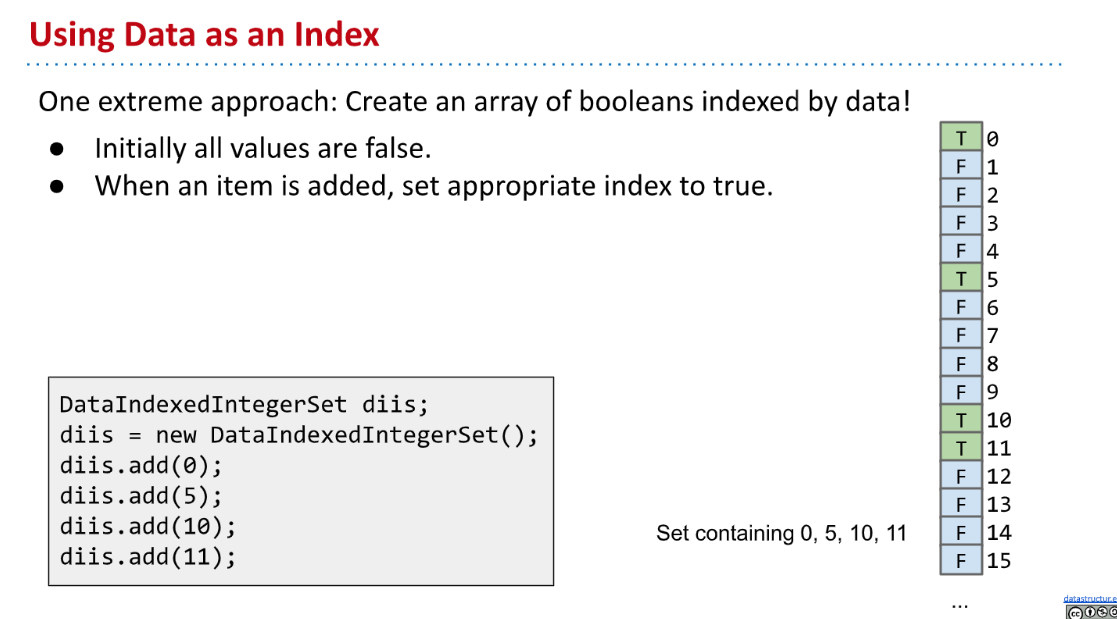 Using Data as an Index
One extreme approach: Create an array of booleans indexed by data!
● Initially all values are false.
● When an item is added, set appropriate index to true.
DataIndexedIntegerSet diis;
diis = new DataIndexedIntegerSet();
diis.add(0);
diis.add(5);
diis.add(10);
diis.add(11);
Set containing 0, 5, 10, 11
T 0
F 1
F 2
F 3
F 4
T 5
F 6
F 7
F 8
F 9
T 10
T 11
F 12
F 13
F 14
F 15
...
datastructur.e
cc